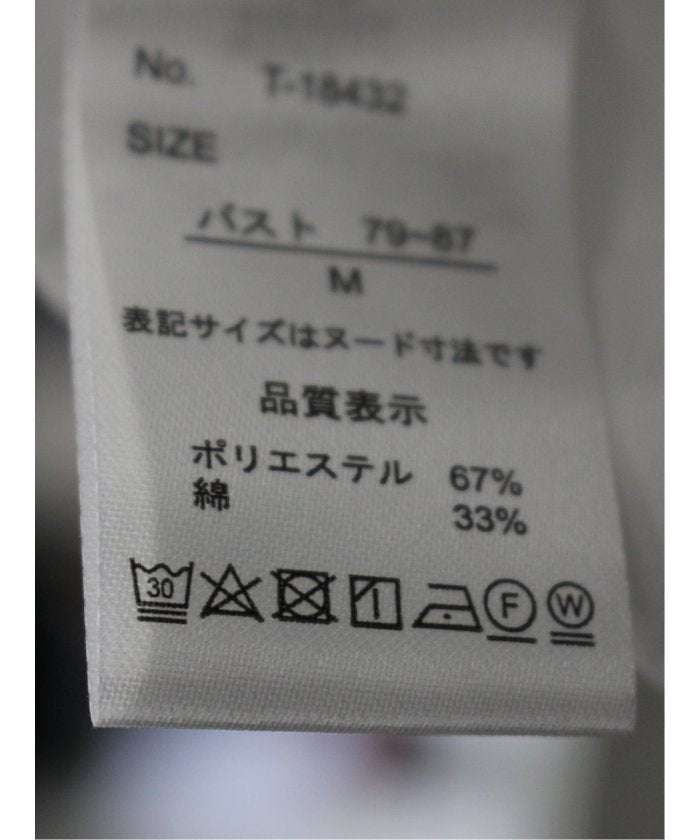 No. T-18432
SIZE
バスト 79~87
M
表記サイズはヌード寸法です
品質表示
ポリエステル 67%
綿 33%
30 F W